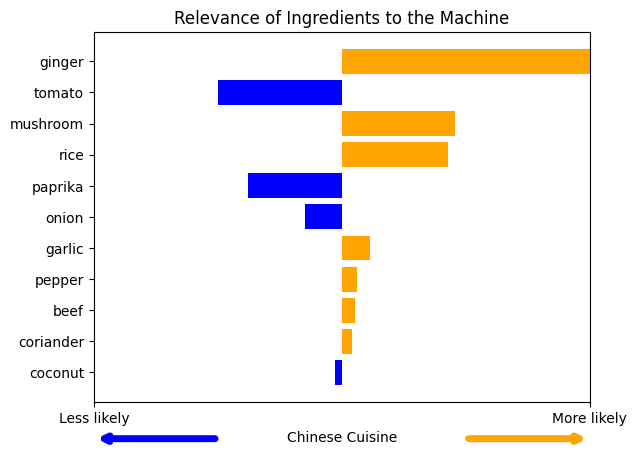 Relevance of Ingredients to the Machine
ginger
tomato
mushroom
rice
paprika
onion
garlic
pepper
beef
coriander
coconut
Less likely
More likely
Chinese Cuisine